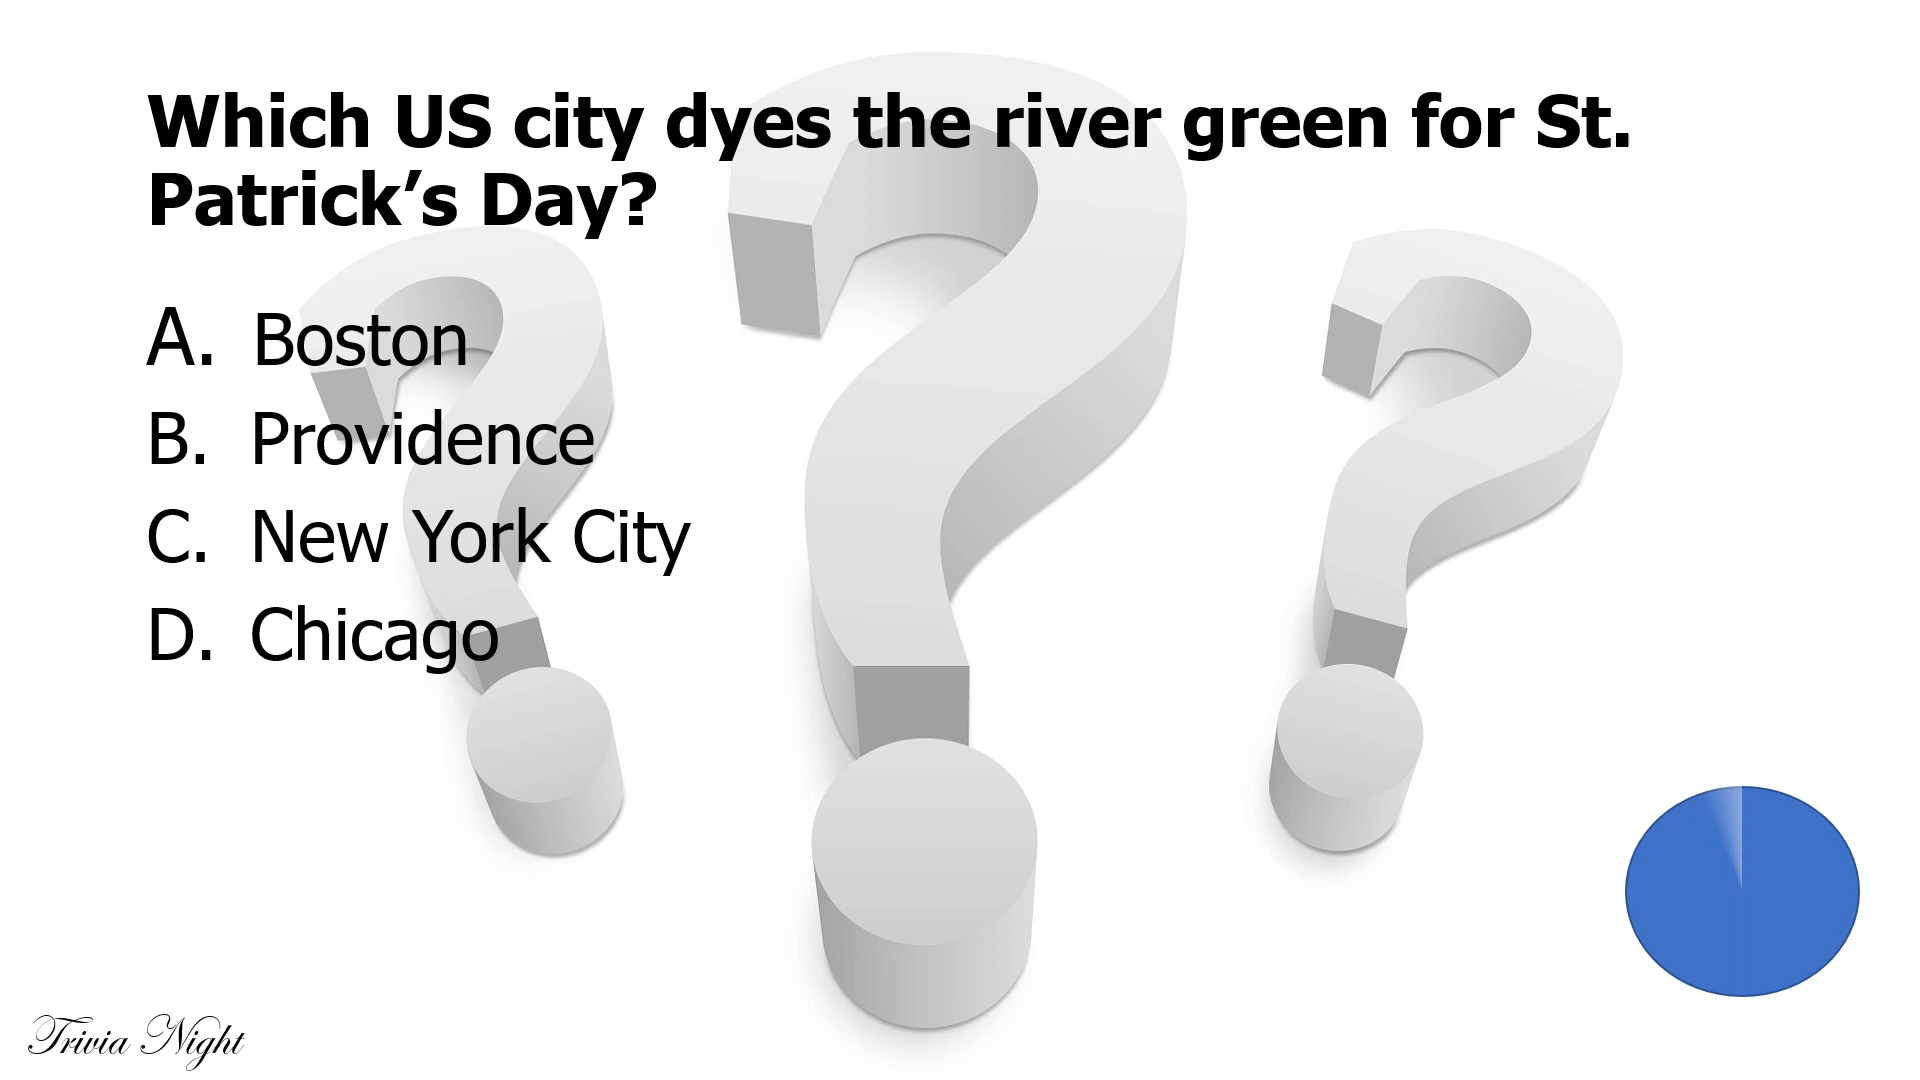 Which US city dyes the river green for St.
Patrick’s Day?
A. Boston
B. Providence
C. New York City
D. Chicago
Trivia Night